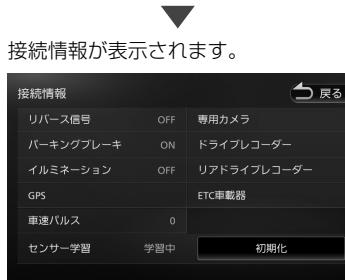 接続情報が表示されます。
接続情報 戻る
リバース信号 OFF 専用カメラ
パーキングブレーキ ON ドライブレコーダー
イルミネーション OFF リアドライブレコーダー
GPS ETC車載器
車速パルス 0
センサー学習 学習中 初期化